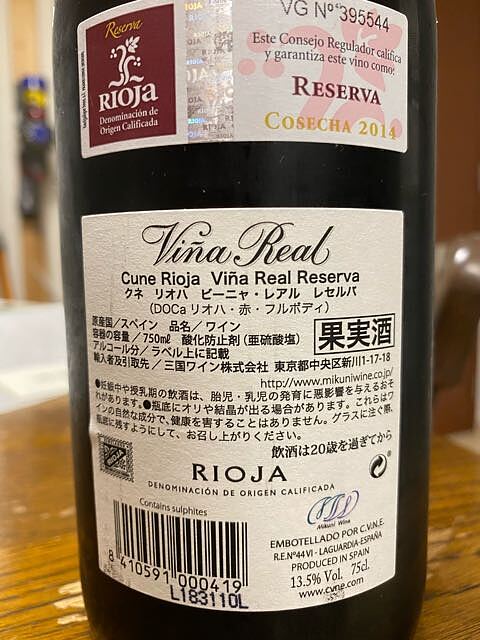 VG Nº 395544
Reserva
RIOJA
Denominación de
Origen Calificada
Este Consejo Regulador califica
y garantiza este vino como:
RESERVA
COSECHA 2014
Viña Real
Cune Rioja Viña Real Reserva
クネ リオハ ビーニャ・レアル レセルバ
(DOCa リオハ・赤・フルボディ)
原産国/スペイン 品名/ワイン
容器の容量/750㎖ 酸化防止剤(亜硫酸塩)
アルコール分/ラベル上に記載
果実酒
輸入者及引取先/三国ワイン株式会社 東京都中央区新川1-17-18
http://www.mikuniwine.co.jp/
●妊娠中や授乳期の飲酒は、胎児・乳児の発育に悪影響を与えるおそ
れがあります。●瓶底にオリや結晶が出る場合があります。これらはワ
インの自然な成分で、健康を害することはありません。グラスに注ぐ際、
瓶底に残すようにして、お召し上がりください。
飲酒は20歳を過ぎてから
RIOJA
DENOMINACIÓN DE ORIGEN CALIFICADA
Contains sulphites
Mikuni Wine
8 410591 000419
L183110L
EMBOTELLADO POR C.V.N.E.
R.E.Nº44 VI - LAGUARDIA-ESPAÑA
PRODUCED IN SPAIN
13.5% Vol. 75cl.
www.cvne.com